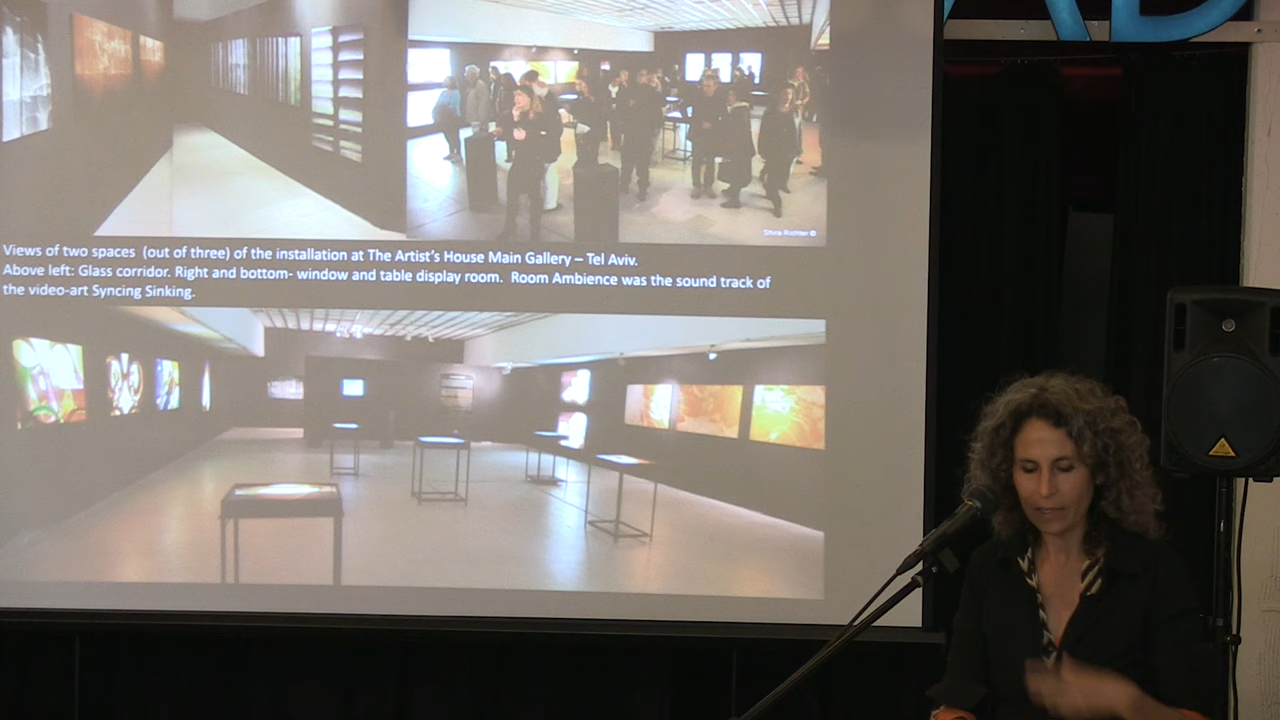 AD
Shira Richter ©
Views of two spaces (out of three) of the installation at The Artist's House Main Gallery – Tel Aviv.
Above left: Glass corridor. Right and bottom- window and table display room. Room Ambience was the sound track of
the video-art Syncing Sinking.